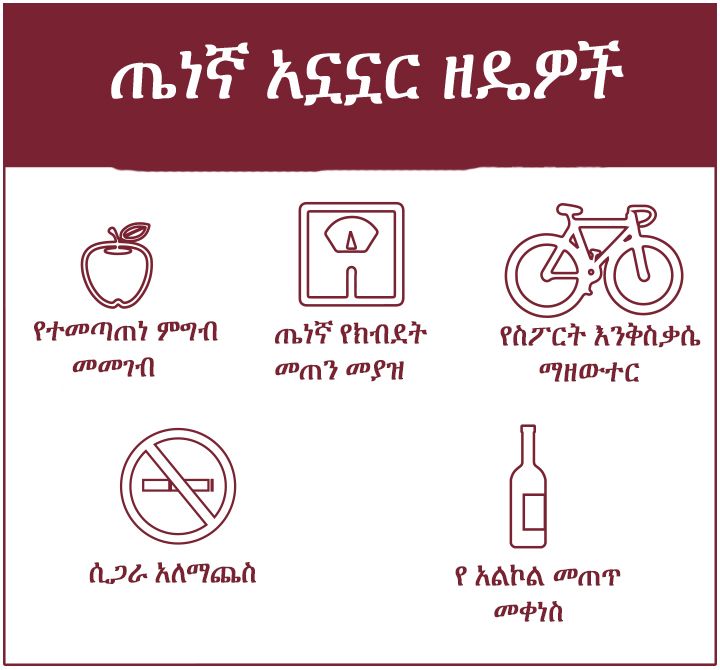 ጤነኛ አኗኗር ዘዴዎች
የተመጣጠነ ምግብ
መመገብ
ጤነኛ የክብደት
መጠን መያዝ
የስፖርት እንቅስቃሴ
ማዘውተር
ሲጋራ አለማጨስ
የ አልኮል መጠጥ
መቀነስ